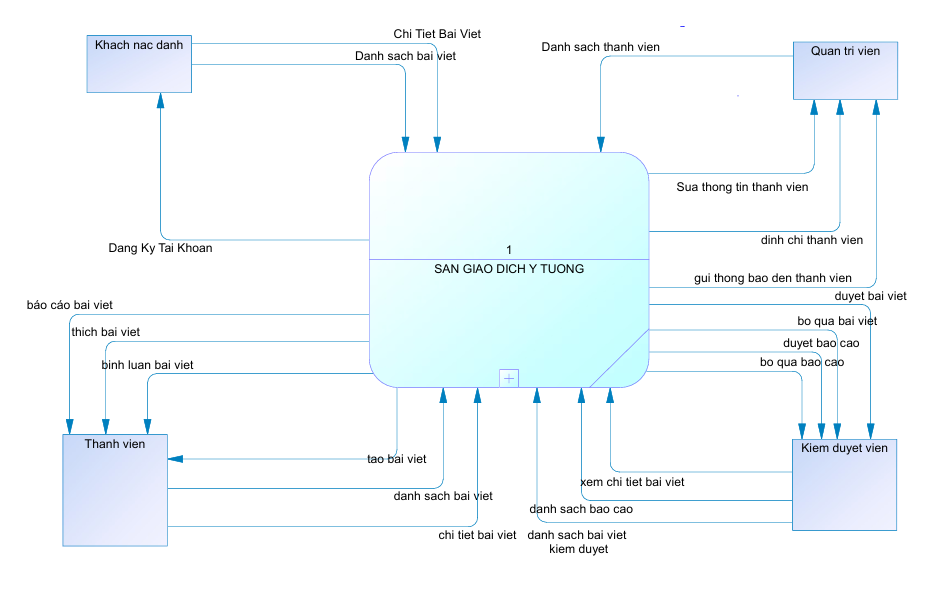 Chi Tiet Bai Viet
Khach nac danh
Danh sach thanh vien
Quan tri vien
Danh sach bai viet
Sua thong tin thanh vien
dinh chi thanh vien
Dang Ky Tai Khoan
1
SAN GIAO DICH Y TUONG
gui thong bao den thanh vien
duyet bai viet
báo cáo bai viet
bo qua bai viet
thich bai viet
duyet bao cao
binh luan bai viet
bo qua bao cao
Thanh vien
Kiem duyet vien
tao bai viet
xem chi tiet bai viet
danh sach bai viet
danh sach bao cao
chi tiet bai viet
danh sach bai viet
kiem duyet